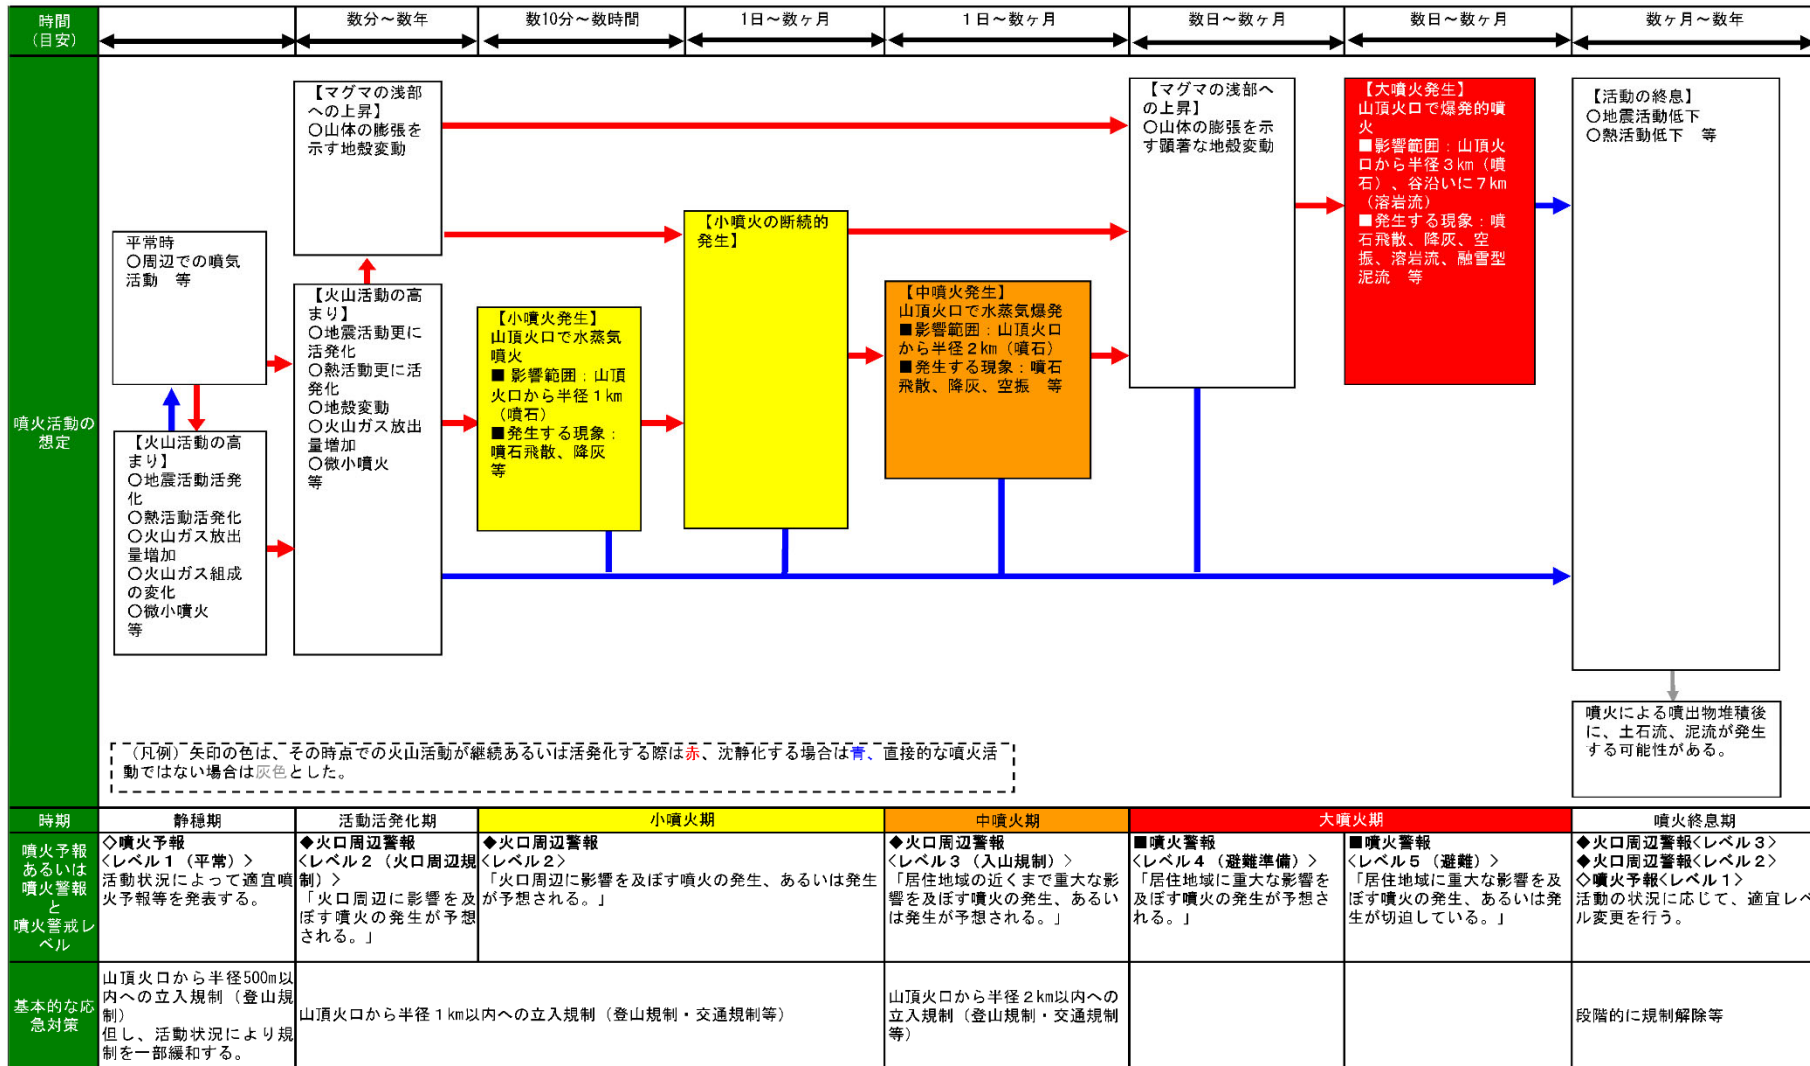 時間
（目安）
数分～数年
数10分～数時間
1日～数ヶ月
1日～数ヶ月
数日～数ヶ月
数日～数ヶ月
数ヶ月～数年
噴火活動の
想定
平常時
○周辺での噴気
活動　等
【火山活動の高
まり】
○地震活動活発
化
○熱活動活発化
○火山ガス放出
量増加
○火山ガス組成
の変化
○微小噴火
等
【マグマの浅部
への上昇】
○山体の膨張を
示す地殻変動
【火山活動の高
まり】
○地震活動更に
活発化
○熱活動更に活
発化
○地殻変動
○火山ガス放出
量増加
○微小噴火
等
【小噴火発生】
山頂火口で水蒸気
噴火
■ 影響範囲：山頂
火口から半径１km
（噴石）
■発生する現象：
噴石飛散、降灰
等
【小噴火の断続的
発生】
【中噴火発生】
山頂火口で水蒸気爆発
■影響範囲：山頂火口
から半径２km（噴石）
■発生する現象：噴石
飛散、降灰、空振　等
【マグマの浅部へ
の上昇】
○山体の膨張を示
す顕著な地殻変動
【大噴火発生】
山頂火口で爆発的噴
火
■影響範囲：山頂火
口から半径３km（噴
石）、谷沿いに７km
（溶岩流）
■発生する現象：噴
石飛散、降灰、空
振、溶岩流、融雪型
泥流　等
【活動の終息】
○地震活動低下
○熱活動低下　等
噴火による噴出物堆積後
に、土石流、泥流が発生
する可能性がある。
（凡例）矢印の色は、その時点での火山活動が継続あるいは活発化する際は赤、沈静化する場合は青、直接的な噴火活
動ではない場合は灰色とした。
時期
静穏期
活動活発化期
小噴火期
中噴火期
大噴火期
噴火終息期
噴火予報
あるいは
噴火警報
と
噴火警戒レ
ベル
◇噴火予報
<レベル１（平常）>
活動状況によって適宜噴
火予報等を発表する。
◆火口周辺警報
<レベル２（火口周辺規
制）>
「火口周辺に影響を及
ぼす噴火の発生が予想
される。」
◆火口周辺警報
<レベル２>
「火口周辺に影響を及ぼす噴火の発生、あるいは発生
が予想される。」
◆火口周辺警報
<レベル３（入山規制）>
「居住地域の近くまで重大な影
響を及ぼす噴火の発生、あるい
は発生が予想される。」
■噴火警報
<レベル４（避難準備）>
「居住地域に重大な影響を
及ぼす噴火の発生が予想さ
れる。」
■噴火警報
<レベル５（避難）>
「居住地域に重大な影響を及
ぼす噴火の発生、あるいは発
生が切迫している。」
◆火口周辺警報<レベル３>
◆火口周辺警報<レベル２>
◇噴火予報<レベル１>
活動の状況に応じて、適宜レベ
ル変更を行う。
基本的な応
急対策
山頂火口から半径500m以
内への立入規制（登山規
制）
但し、活動状況により規
制を一部緩和する。
山頂火口から半径１km以内への立入規制（登山規制・交通規制等）
山頂火口から半径２km以内への
立入規制（登山規制・交通規制
等）
段階的に規制解除等